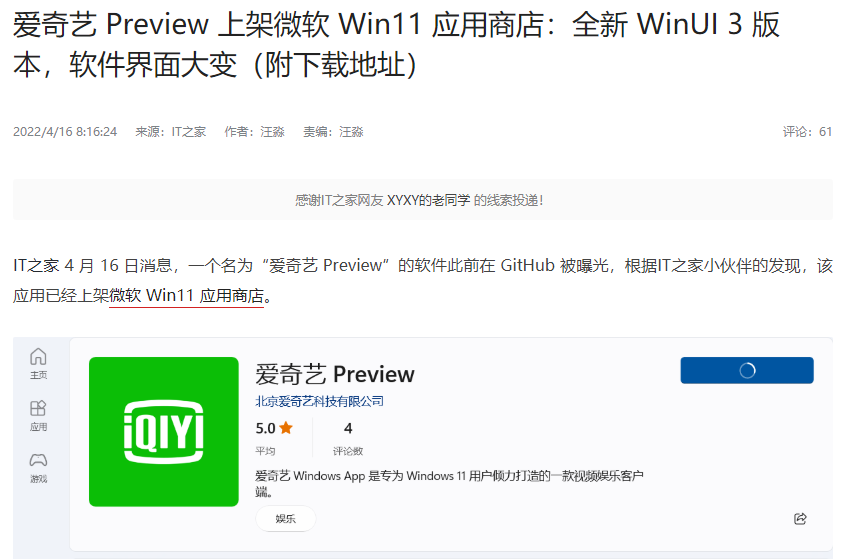 爱奇艺 Preview 上架微软 Win11 应用商店：全新 WinUI 3 版
本，软件界面大变（附下载地址）
2022/4/16 8:16:24 来源：IT之家 作者：汪淼 责编：汪淼 评论：61
感谢IT之家网友 XYXY的老同学 的线索投递！
IT之家 4 月 16 日消息，一个名为“爱奇艺 Preview”的软件此前在 GitHub 被曝光，根据IT之家小伙伴的发现，该
应用已经上架微软 Win11 应用商店。
主页
应用
游戏
iQIYI
爱奇艺 Preview
北京爱奇艺科技有限公司
5.0 4
平均 评论数
爱奇艺 Windows App 是专为 Windows 11 用户倾力打造的一款视频娱乐客户
端。
娱乐